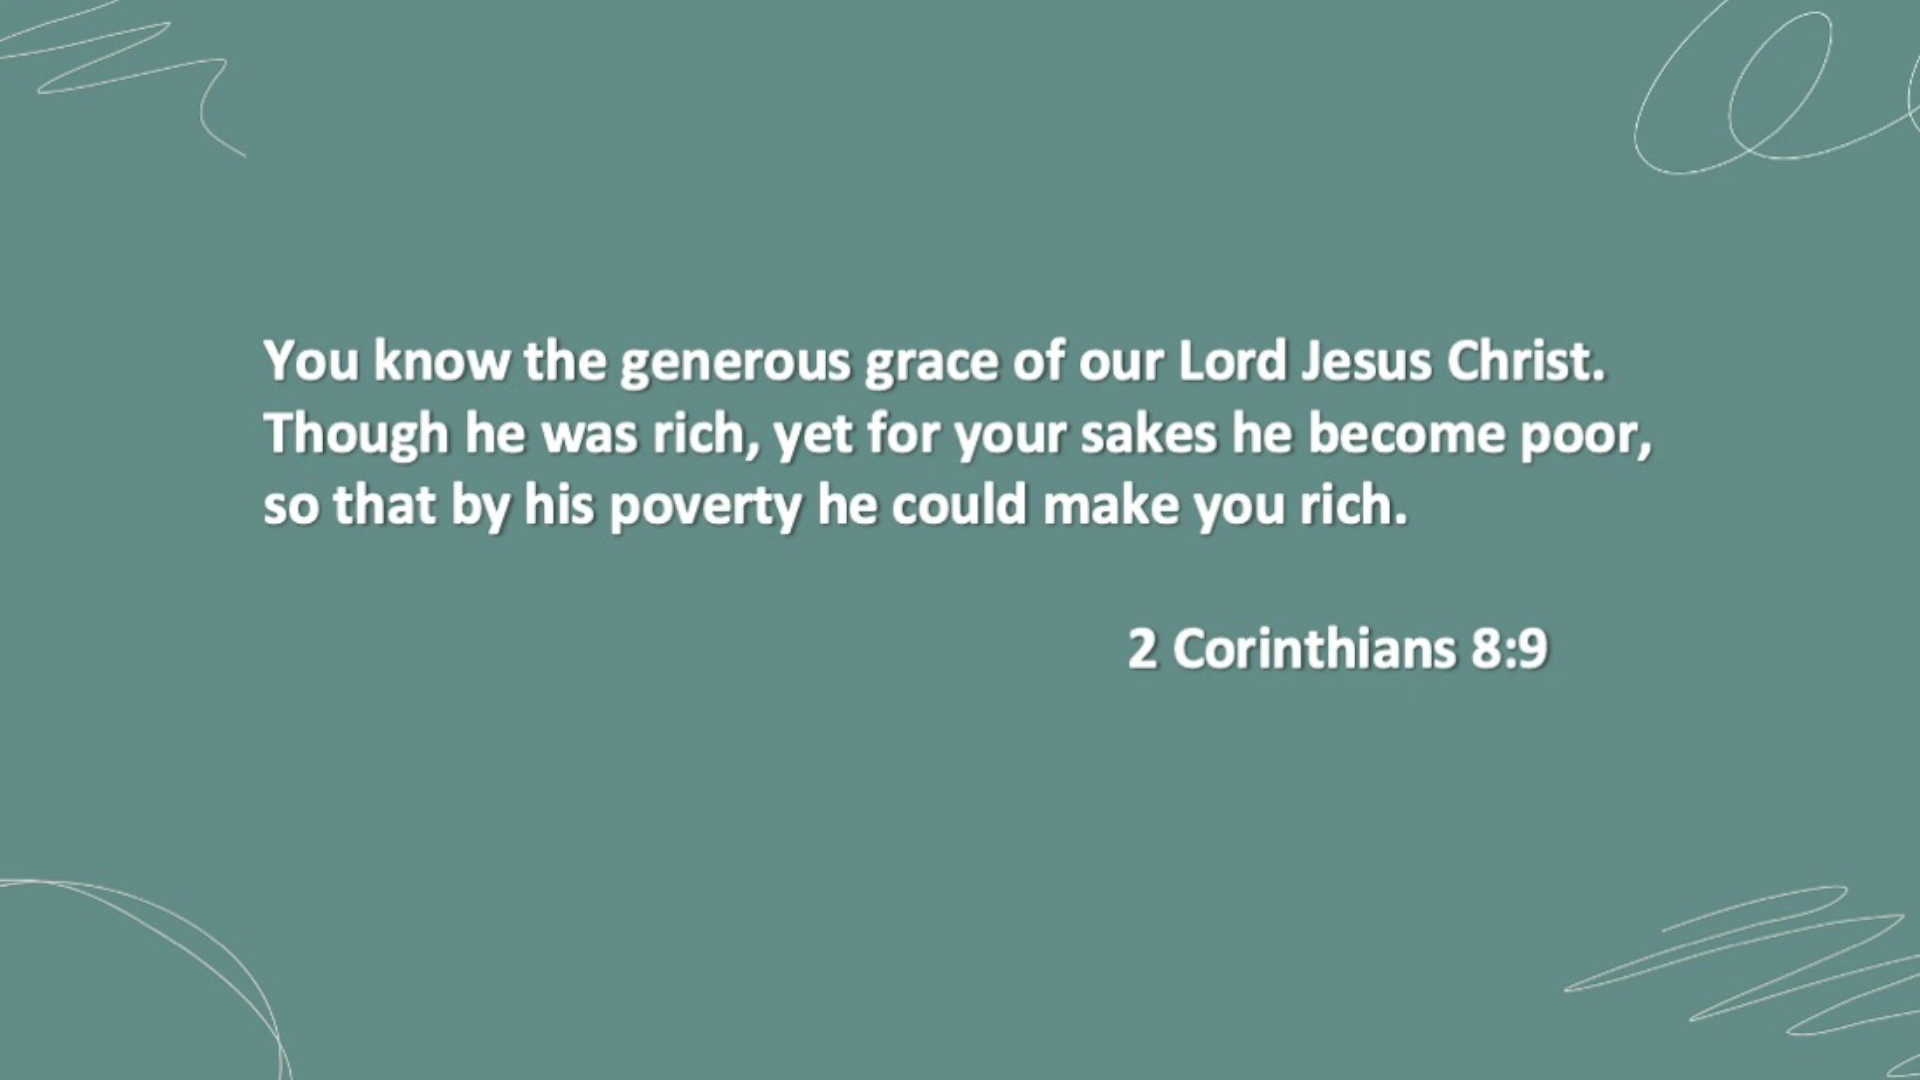 You know the generous grace of our Lord Jesus Christ.
Though he was rich, yet for your sakes he become poor,
so that by his poverty he could make you rich.
2 Corinthians 8:9